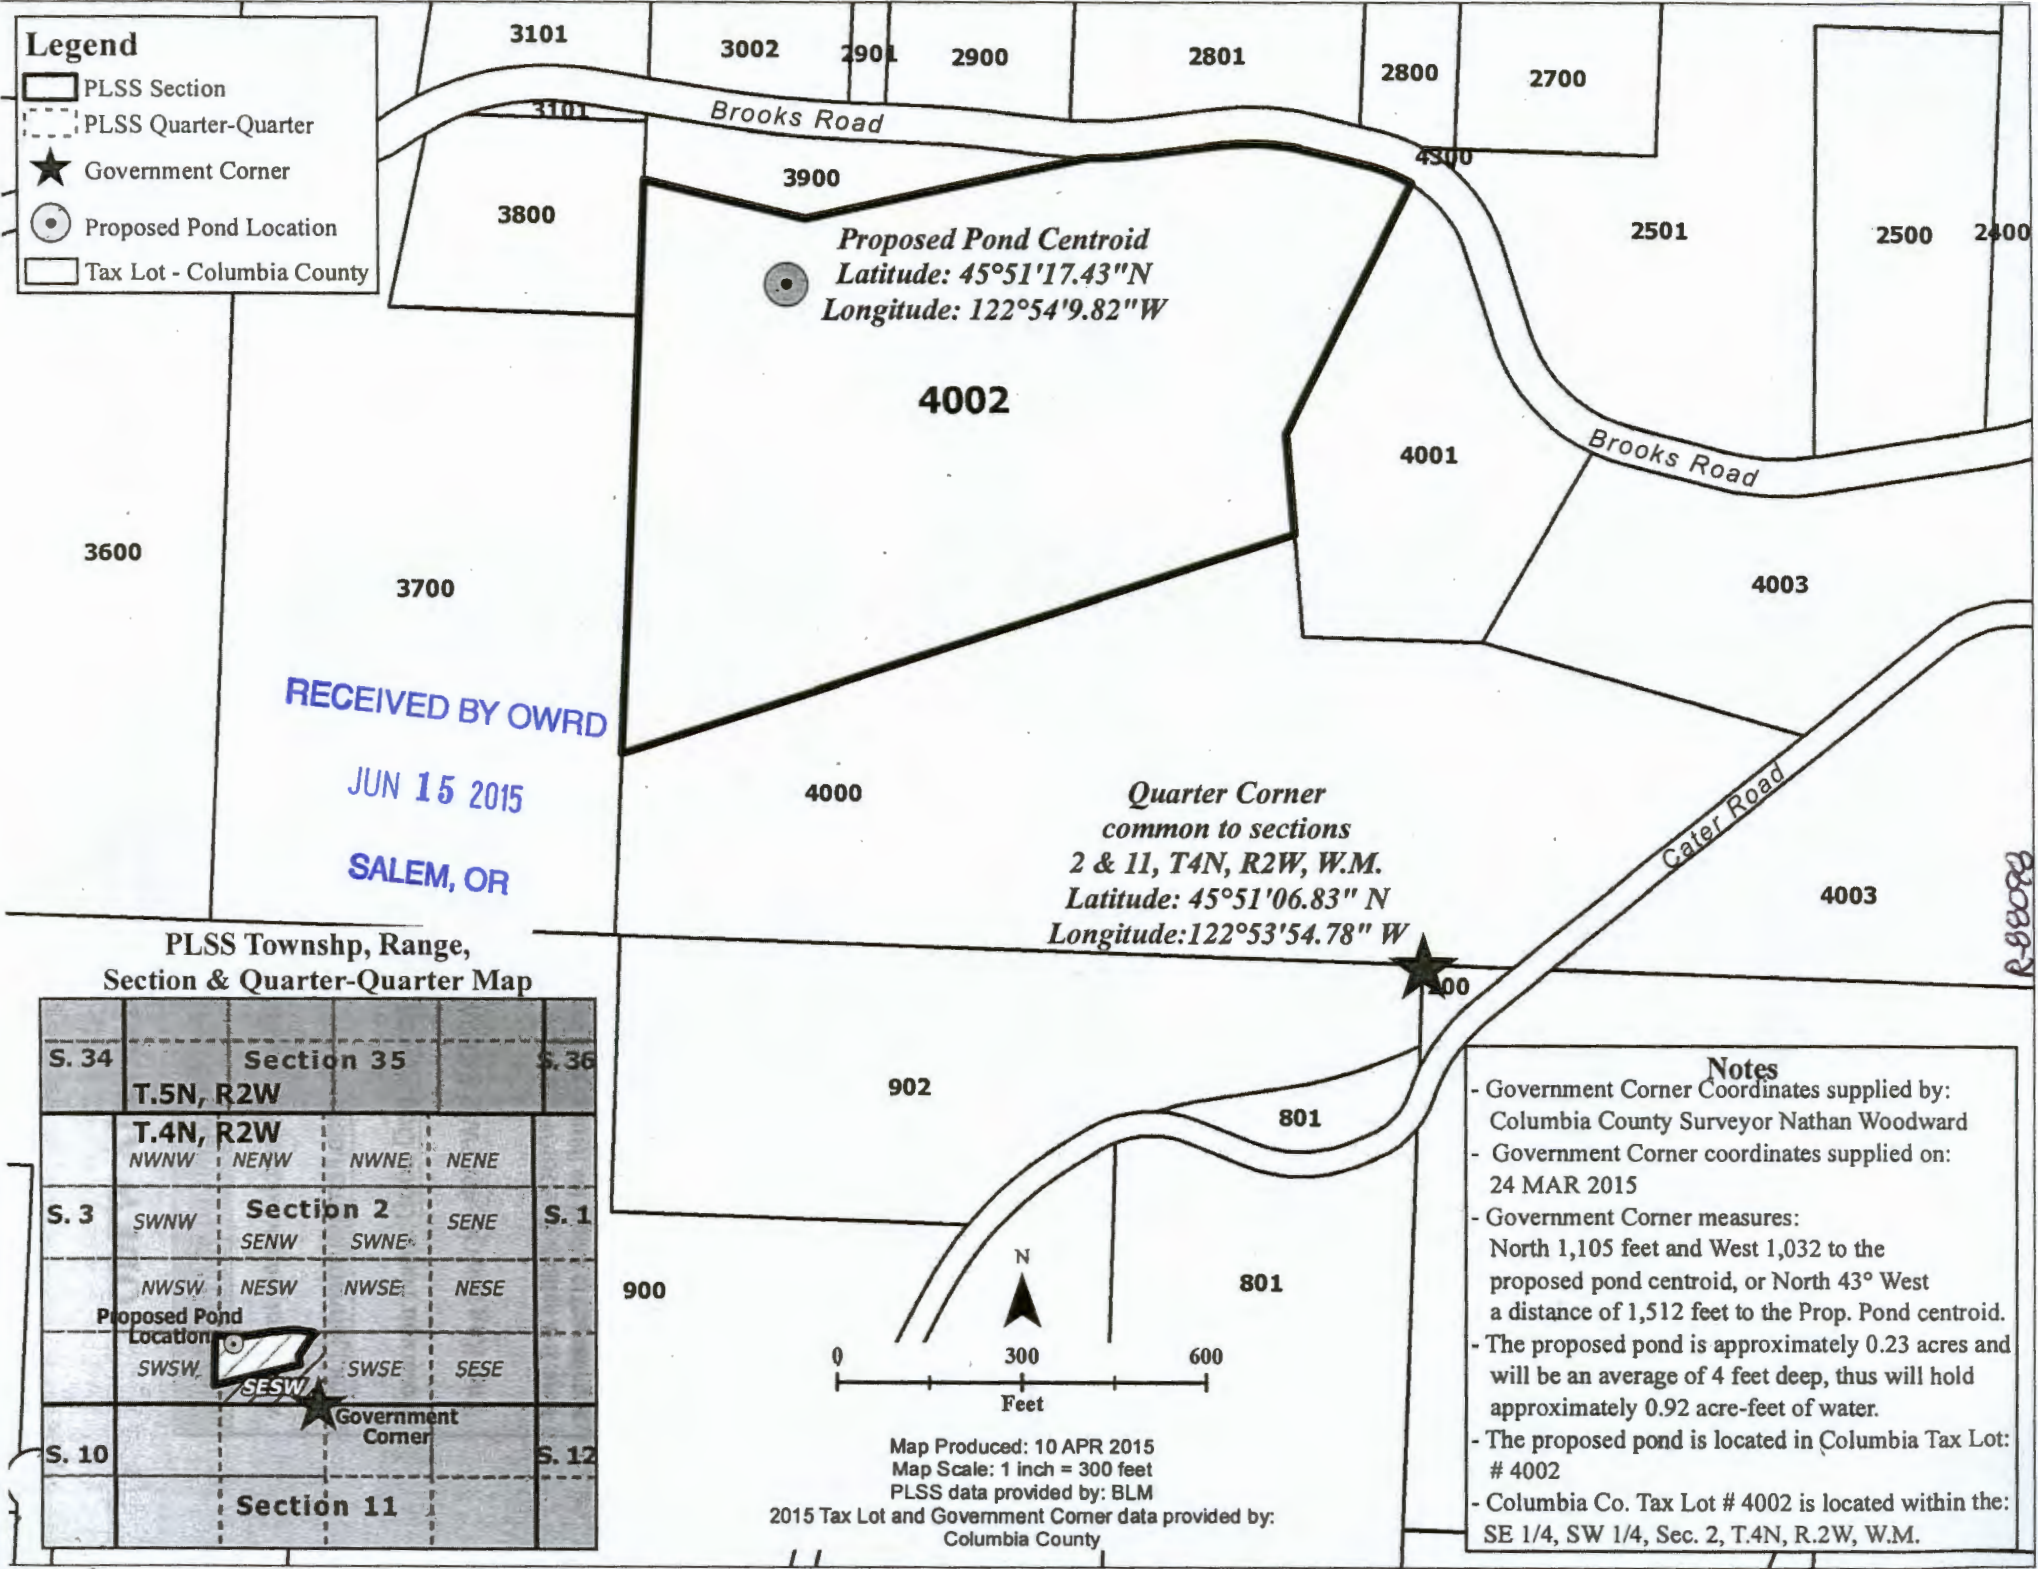 Legend
PLSS Section
PLSS Quarter-Quarter
Government Corner
Proposed Pond Location
Tax Lot - Columbia County
3101
3002
2901
2900
2801
2800
2700
3101
Brooks Road
4300
3900
3800
2501
2500
2400
Proposed Pond Centroid
Latitude: 45°51'17.43"N
Longitude: 122°54'9.82"W
4002
4001
Brooks Road
3600
3700
4003
RECEIVED BY OWRD
JUN 15 2015
SALEM, OR
4000
Quarter Corner
common to sections
2 & 11, T4N, R2W, W.M.
Latitude: 45°51'06.83" N
Longitude:122°53'54.78" W
Cater Road
4003
R-88098
200
902
801
900
801
PLSS Townshp, Range,
Section & Quarter-Quarter Map
S. 34
Section 35
S. 36
T.5N, R2W
T.4N, R2W
NWNW
NENW
NWNE
NENE
S. 3
SWNW
Section 2
SENE
S. 1
SENW
SWNE
NWSW
NESW
NWSE
NESE
Proposed Pond
Location
SWSW
SESW
SWSE
SESE
Government
Corner
S. 10
S. 12
Section 11
N
0
300
600
Feet
Map Produced: 10 APR 2015
Map Scale: 1 inch = 300 feet
PLSS data provided by: BLM
2015 Tax Lot and Government Corner data provided by:
Columbia County
Notes
- Government Corner Coordinates supplied by:
Columbia County Surveyor Nathan Woodward
- Government Corner coordinates supplied on:
24 MAR 2015
- Government Corner measures:
North 1,105 feet and West 1,032 to the
proposed pond centroid, or North 43° West
a distance of 1,512 feet to the Prop. Pond centroid.
- The proposed pond is approximately 0.23 acres and
will be an average of 4 feet deep, thus will hold
approximately 0.92 acre-feet of water.
- The proposed pond is located in Columbia Tax Lot:
# 4002
- Columbia Co. Tax Lot # 4002 is located within the:
SE 1/4, SW 1/4, Sec. 2, T.4N, R.2W, W.M.